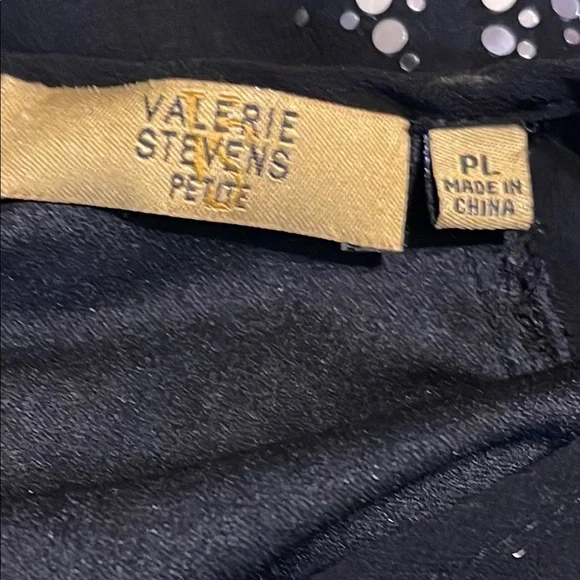 VALERIE
STEVENS
PETITE
PL
MADE IN
CHINA